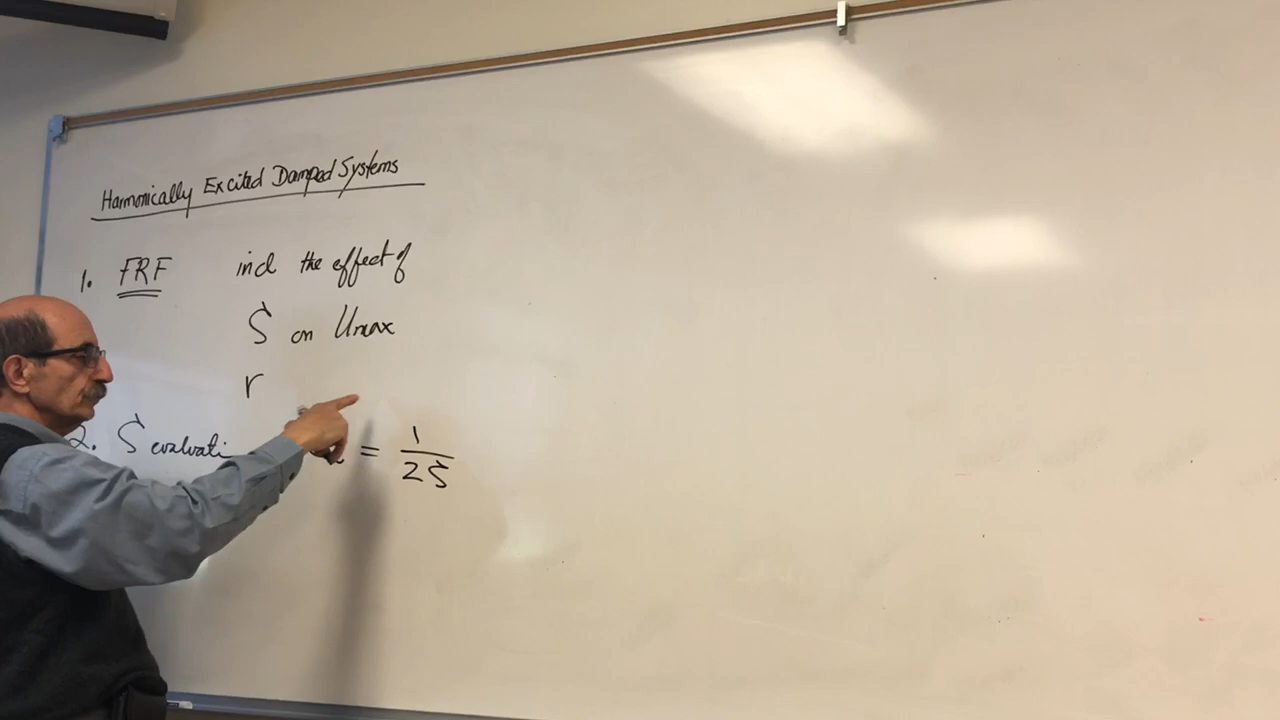 Harmonically Excited Damped Systems
1. FRF incl the effect of
ζ on Umax
r
2. ζ evaluati
= 1/2ζ